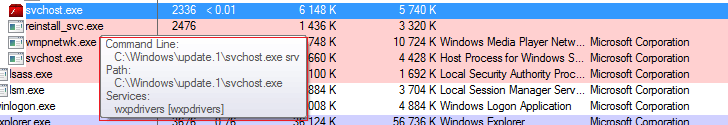 svchost.exe 2336 < 0.01 6 148 K 5 740 K
reinstall_svc.exe 2476 1 436 K 3 320 K
wmpnetwk.exe 748 K 10 724 K Windows Media Player Netw... Microsoft Corporation
svchost.exe 660 K 4 428 K Host Process for Windows S... Microsoft Corporation
lsass.exe 100 K 1 692 K Local Security Authority Proc... Microsoft Corporation
lsm.exe 3 504 K Local Session Manager Serv... Microsoft Corporation
winlogon.exe 4 884 K Windows Logon Application Microsoft Corporation
explorer.exe 3676 0.76 36 124 K 56 736 K Windows Explorer Microsoft Corporation
Command Line:
C:\Windows\update.1\svchost.exe srv
Path:
C:\Windows\update.1\svchost.exe
Services:
wxpdrivers [wxpdrivers]